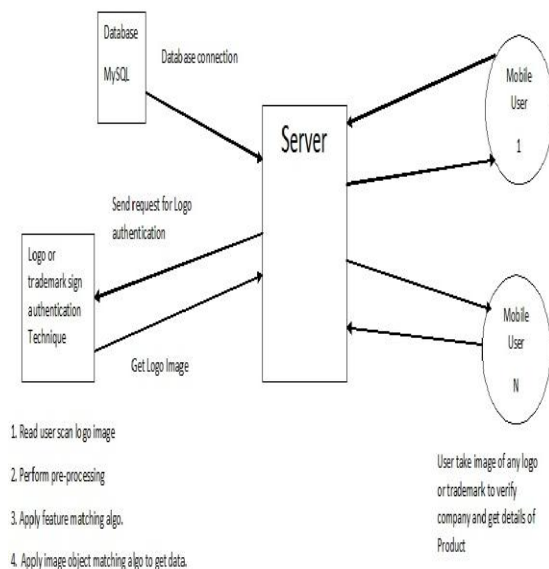 Database
MySQL
Database connection
Server
Mobile
User
1
Send request for Logo
authentication
Logo or
trademark sign
authentication
Technique
Get Logo Image
Mobile
User
N
1. Read user scan logo image
2. Perform pre-processing
3. Apply feature matching algo.
4. Apply image object matching algo to get data.
User take image of any logo
or trademark to verify
company and get details of
Product